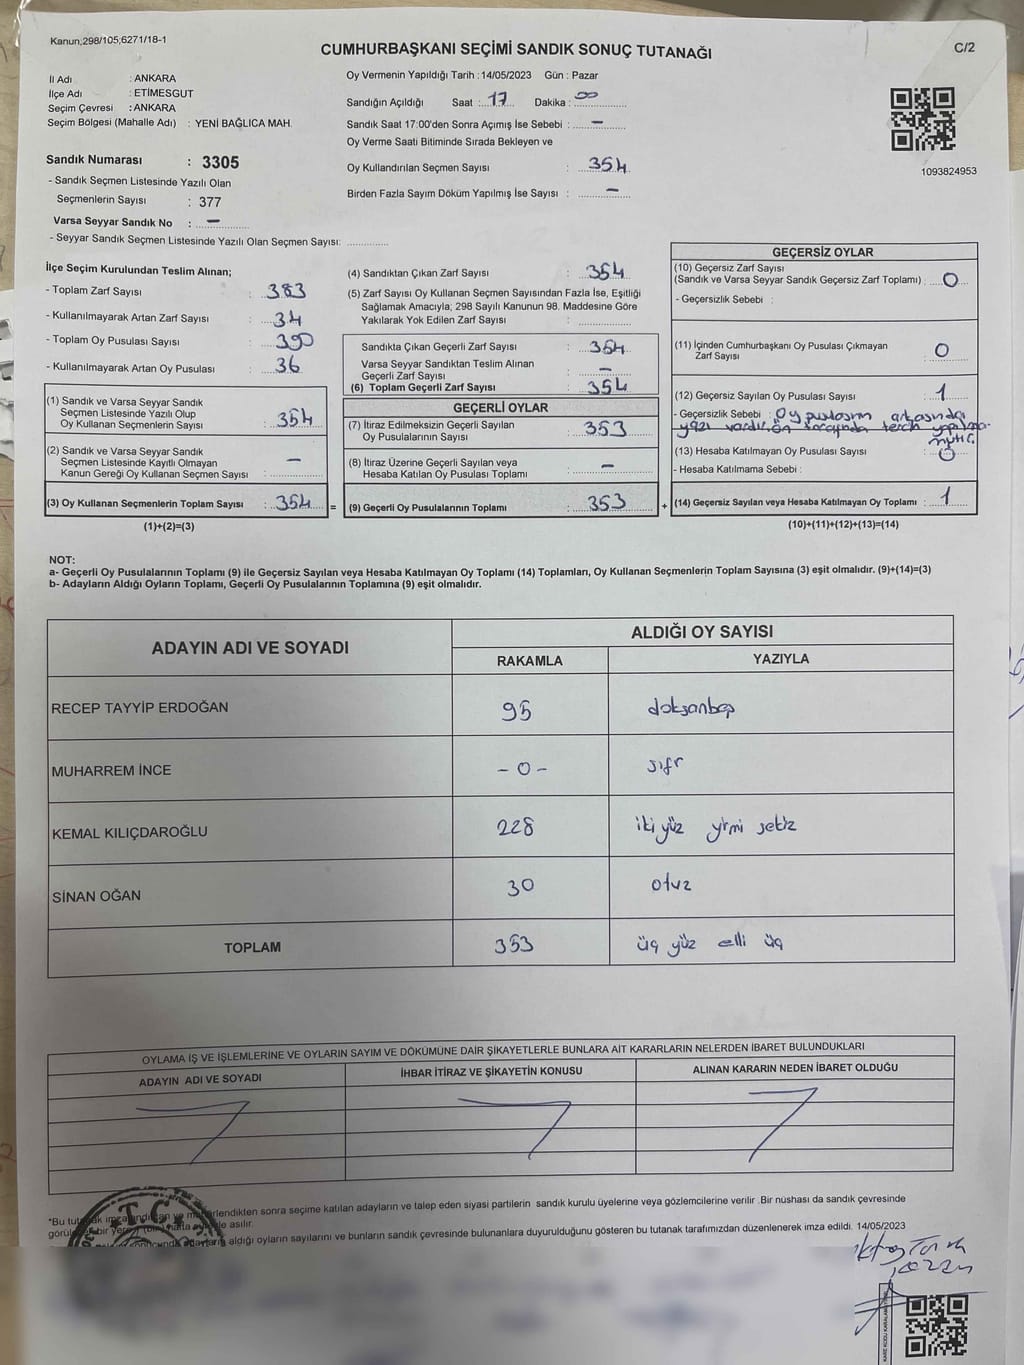 Kanun;298/105;6271/18-1
CUMHURBAŞKANI SEÇİMİ SANDIK SONUÇ TUTANAĞI
C/2
İl Adı : ANKARA
İlçe Adı : ETİMESGUT
Seçim Çevresi : ANKARA
Seçim Bölgesi (Mahalle Adı) : YENİ BAĞLICA MAH.
Sandık Numarası : 3305
- Sandık Seçmen Listesinde Yazılı Olan
Seçmenlerin Sayısı : 377
Varsa Seyyar Sandık No : —
- Seyyar Sandık Seçmen Listesinde Yazılı Olan Seçmen Sayısı: ..............
Oy Vermenin Yapıldığı Tarih : 14/05/2023 Gün : Pazar
Sandığın Açıldığı Saat :..17.... Dakika : 00
Sandık Saat 17:00'den Sonra Açımış İse Sebebi : —
Oy Verme Saati Bitiminde Sırada Bekleyen ve
Oy Kullandırılan Seçmen Sayısı : 354
Birden Fazla Sayım Döküm Yapılmış İse Sayısı : —
1093824953
İlçe Seçim Kurulundan Teslim Alınan;
- Toplam Zarf Sayısı : 383
- Kullanılmayarak Artan Zarf Sayısı : 34
- Toplam Oy Pusulası Sayısı : 390
- Kullanılmayarak Artan Oy Pusulası : 36
(1) Sandık ve Varsa Seyyar Sandık
Seçmen Listesinde Yazılı Olup
Oy Kullanan Seçmenlerin Sayısı : 354
(2) Sandık ve Varsa Seyyar Sandık
Seçmen Listesinde Kayıtlı Olmayan
Kanun Gereği Oy Kullanan Seçmen Sayısı : —
(3) Oy Kullanan Seçmenlerin Toplam Sayısı : 354 =
(1)+(2)=(3)
(4) Sandıktan Çıkan Zarf Sayısı : 354
(5) Zarf Sayısı Oy Kullanan Seçmen Sayısından Fazla İse, Eşitliği
Sağlamak Amacıyla; 298 Sayılı Kanunun 98. Maddesine Göre
Yakılarak Yok Edilen Zarf Sayısı : ..............
Sandıkta Çıkan Geçerli Zarf Sayısı : 354
Varsa Seyyar Sandıktan Teslim Alınan
Geçerli Zarf Sayısı : —
(6) Toplam Geçerli Zarf Sayısı : 354
GEÇERLİ OYLAR
(7) İtiraz Edilmeksizin Geçerli Sayılan
Oy Pusulalarının Sayısı : 353
(8) İtiraz Üzerine Geçerli Sayılan veya
Hesaba Katılan Oy Pusulası Toplamı : —
(9) Geçerli Oy Pusulalarının Toplamı : 353 +
GEÇERSİZ OYLAR
(10) Geçersiz Zarf Sayısı
(Sandık ve Varsa Seyyar Sandık Geçersiz Zarf Toplamı) : 0
- Geçersizlik Sebebi :
(11) İçinden Cumhurbaşkanı Oy Pusulası Çıkmayan
Zarf Sayısı : 0
(12) Geçersiz Sayılan Oy Pusulası Sayısı : 1
- Geçersizlik Sebebi : Oy pusulasının arkasında
yazı vardır.
(13) Hesaba Katılmayan Oy Pusulası Sayısı : 0
- Hesaba Katılmama Sebebi :
(14) Geçersiz Sayılan veya Hesaba Katılmayan Oy Toplamı : 1
(10)+(11)+(12)+(13)=(14)
NOT:
a- Geçerli Oy Pusulalarının Toplamı (9) ile Geçersiz Sayılan veya Hesaba Katılmayan Oy Toplamı (14) Toplamları, Oy Kullanan Seçmenlerin Toplam Sayısına (3) eşit olmalıdır. (9)+(14)=(3)
b- Adayların Aldığı Oyların Toplamı, Geçerli Oy Pusulalarının Toplamına (9) eşit olmalıdır.
ADAYIN ADI VE SOYADI
ALDIĞI OY SAYISI
RAKAMLA YAZIYLA
RECEP TAYYİP ERDOĞAN 95 doksanbeş
MUHARREM İNCE - 0 - sıfır
KEMAL KILIÇDAROĞLU 228 iki yüz yirmi sekiz
SİNAN OĞAN 30 otuz
TOPLAM 353 üç yüz elli üç
OYLAMA İŞ VE İŞLEMLERİNE VE OYLARIN SAYIM VE DÖKÜMÜNE DAİR ŞİKAYETLERLE BUNLARA AİT KARARLARIN NELERDEN İBARET BULUNDUKLARI
ADAYIN ADI VE SOYADI İHBAR İTİRAZ VE ŞİKAYETİN KONUSU ALINAN KARARIN NEDEN İBARET OLDUĞU
*Bu tutanak imzalandıktan ve mühürlendikten sonra seçime katılan adayların ve talep eden siyasi partilerin sandık kurulu üyelerine veya gözlemcilerine verilir .Bir nüshası da sandık çevresinde
bir yere asılır.
aldığı oyların sayılarını ve bunların sandık çevresinde bulunanlara duyurulduğunu gösteren bu tutanak tarafımızdan düzenlenerek imza edildi. 14/05/2023
T.C.